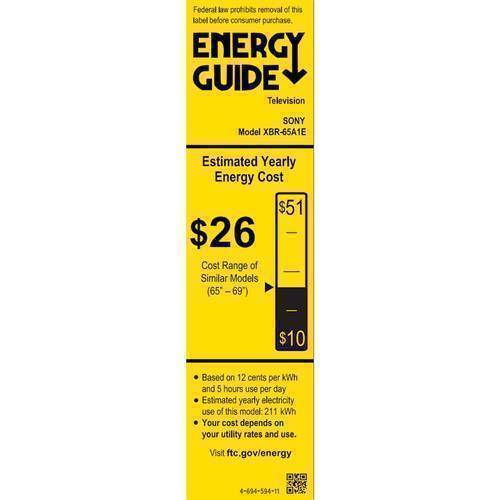 Federal law prohibits removal of this
label before consumer purchase.
ENERGY
GUIDE
Television
SONY
Model XBR-65A1E
Estimated Yearly
Energy Cost
$26
$51
Cost Range of
Similar Models
(65" – 69")
$10
• Based on 12 cents per kWh
and 5 hours use per day
• Estimated yearly electricity
use of this model: 211 kWh
• Your cost depends on
your utility rates and use.
Visit ftc.gov/energy
4-694-594-11